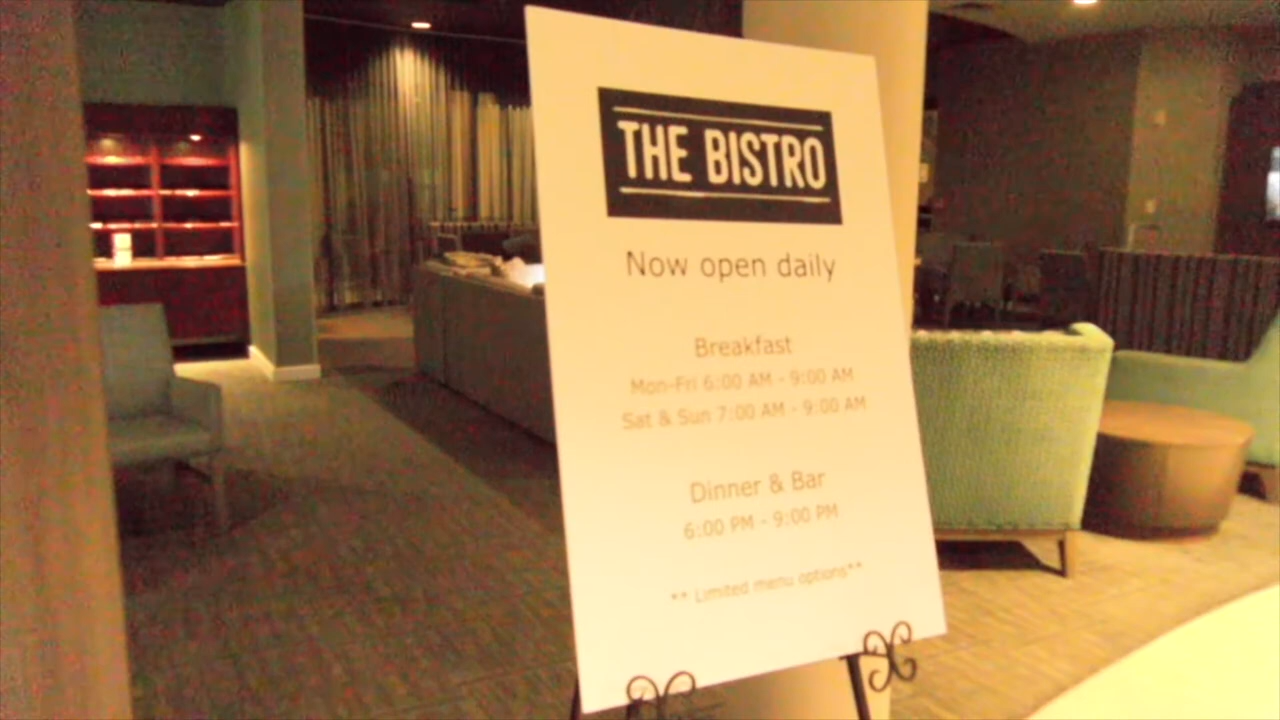 THE BISTRO
Now open daily
Breakfast
Mon-Fri 6:00 AM - 9:00 AM
Sat & Sun 7:00 AM - 9:00 AM
Dinner & Bar
6:00 PM - 9:00 PM
** Limited menu options**